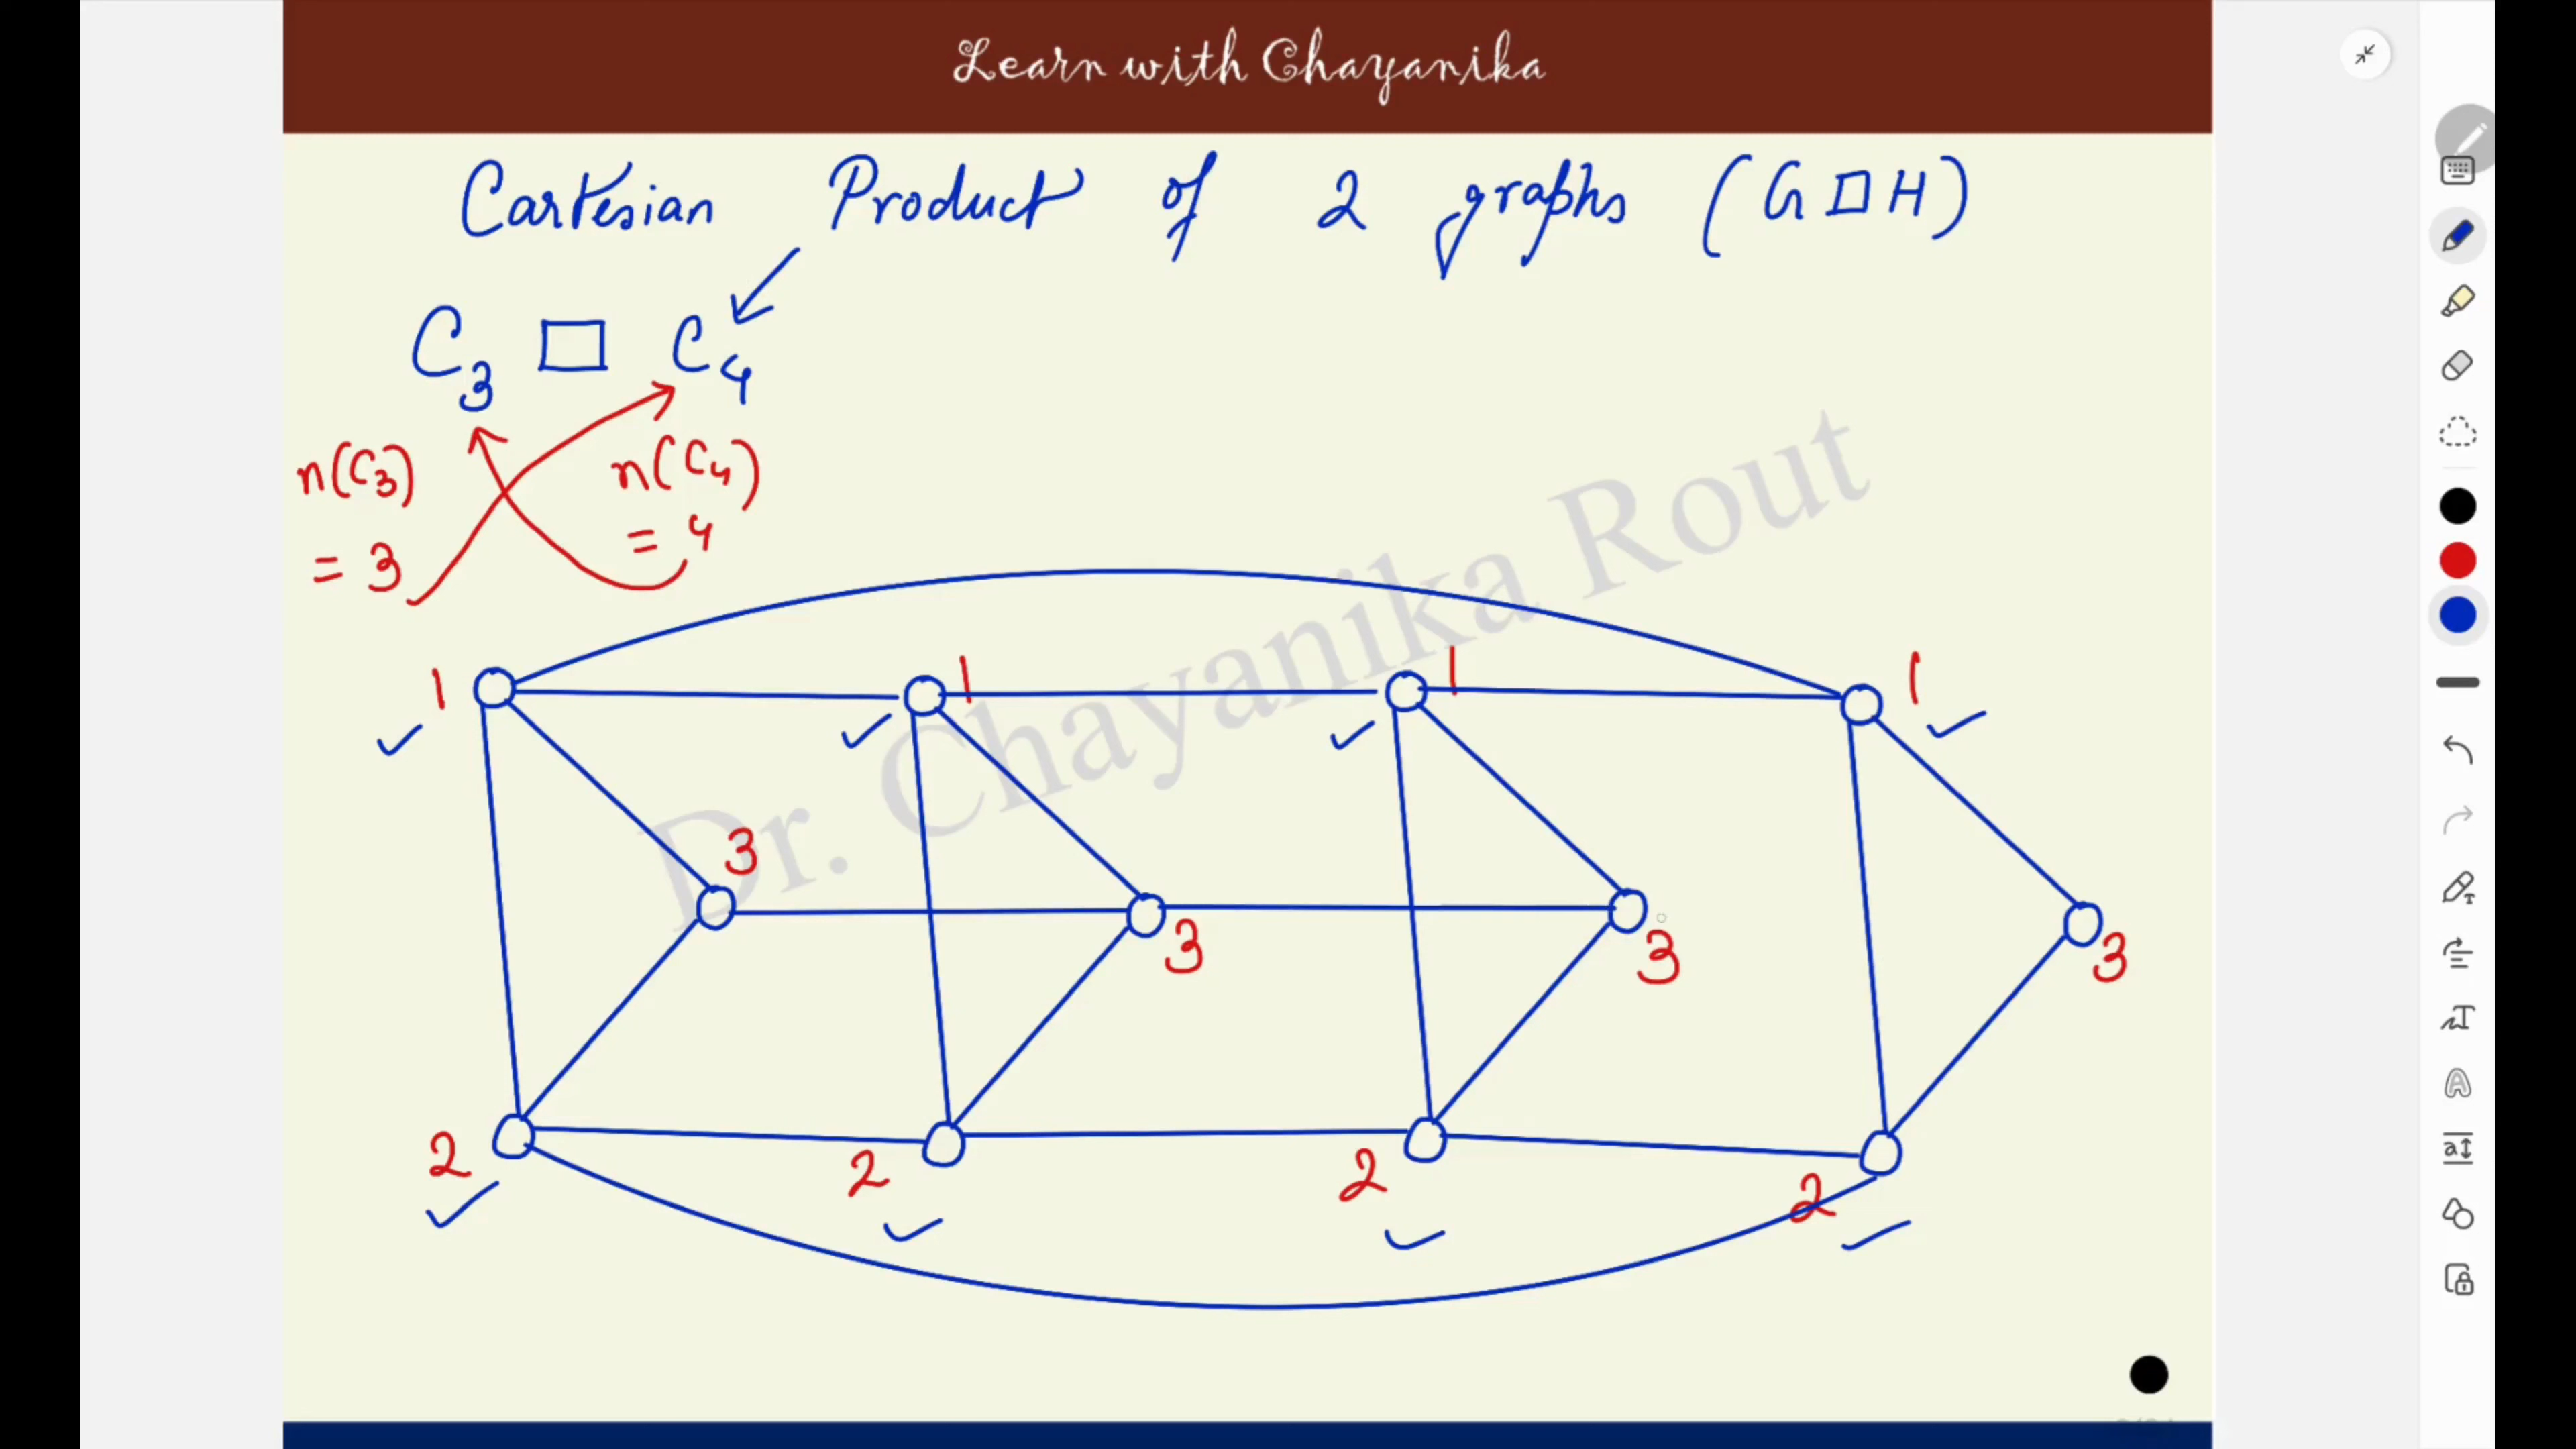 Learn with Chayanika
Cartesian Product of 2 graphs (G□H)
C₃ □ C₄
n(C₃) n(C₄)
= 3 = 4
Dr. Chayanika Rout
1 1 1 1
3 3 3 3
2 2 2 2